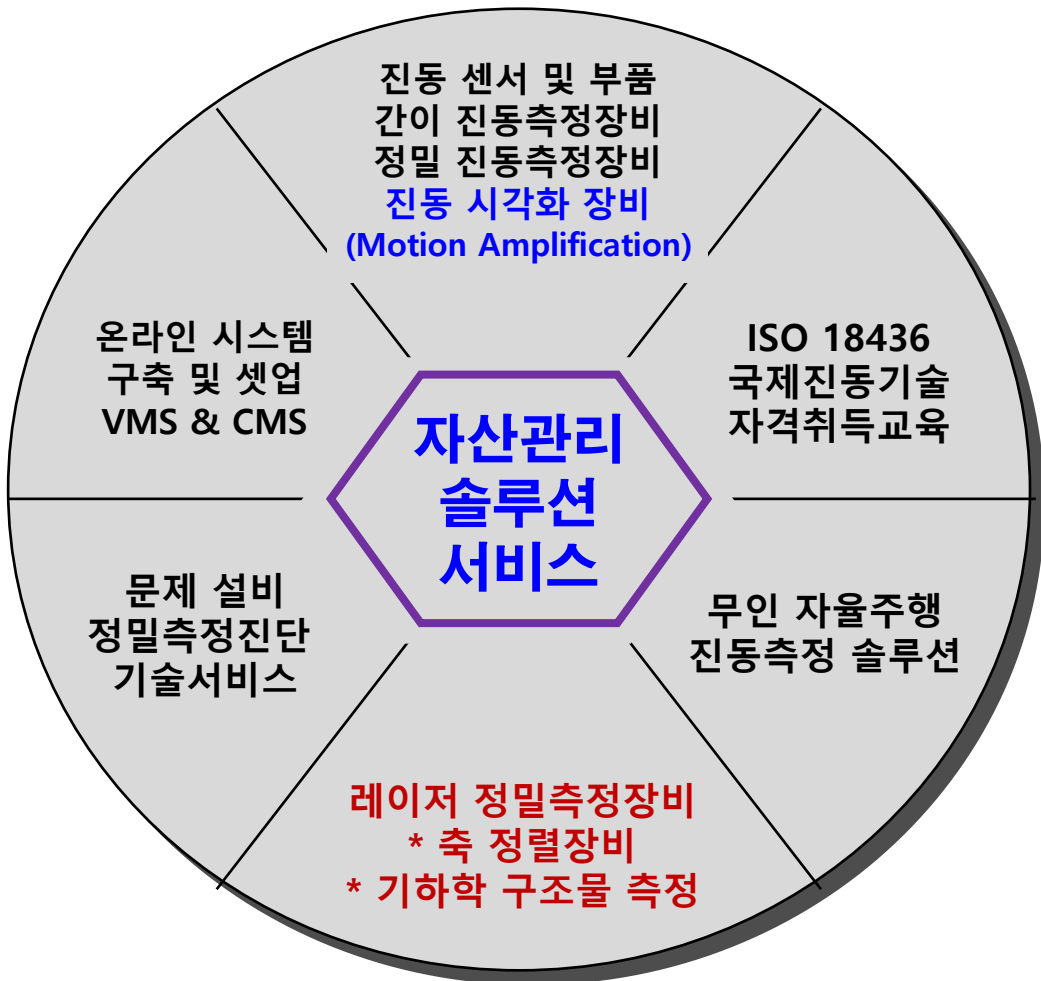 진동 센서 및 부품
간이 진동측정장비
정밀 진동측정장비
진동 시각화 장비
(Motion Amplification)
온라인 시스템
구축 및 셋업
VMS & CMS
ISO 18436
국제진동기술
자격취득교육
자산관리
솔루션
서비스
문제 설비
정밀측정진단
기술서비스
무인 자율주행
진동측정 솔루션
레이저 정밀측정장비
* 축 정렬장비
* 기하학 구조물 측정